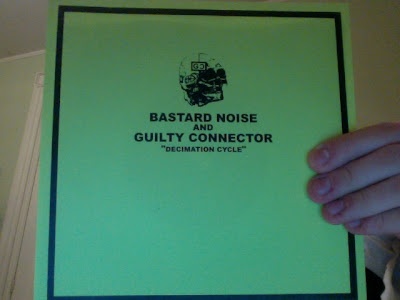 BASTARD NOISE
AND
GUILTY CONNECTOR
"DECIMATION CYCLE"